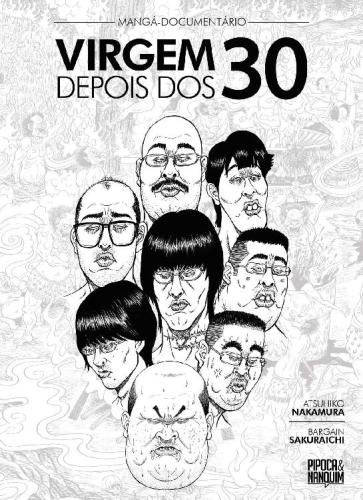 MANGÁ-DOCUMENTÁRIO
VIRGEM
DEPOIS DOS 30
ATSUHIKO
NAKAMURA
BARGAIN
SAKURAICHI
PIPOCA &
NANQUIM